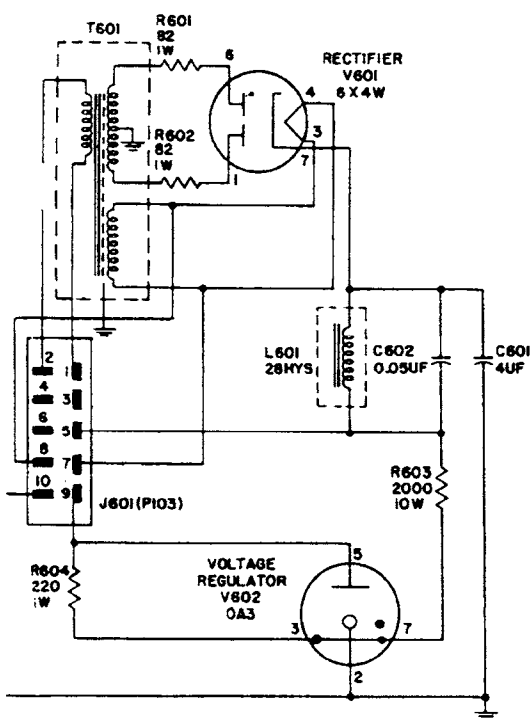 T601
R601
82
1W
6
RECTIFIER
V601
6X4W
4
3
7
R602
82
1W
1
2
1
4
3
6
5
8
7
10
9
J601(P103)
L601
28HYS
C602
0.05UF
C601
4UF
R603
2000
10W
R604
220
1W
VOLTAGE
REGULATOR
V602
0A3
5
3
7
2